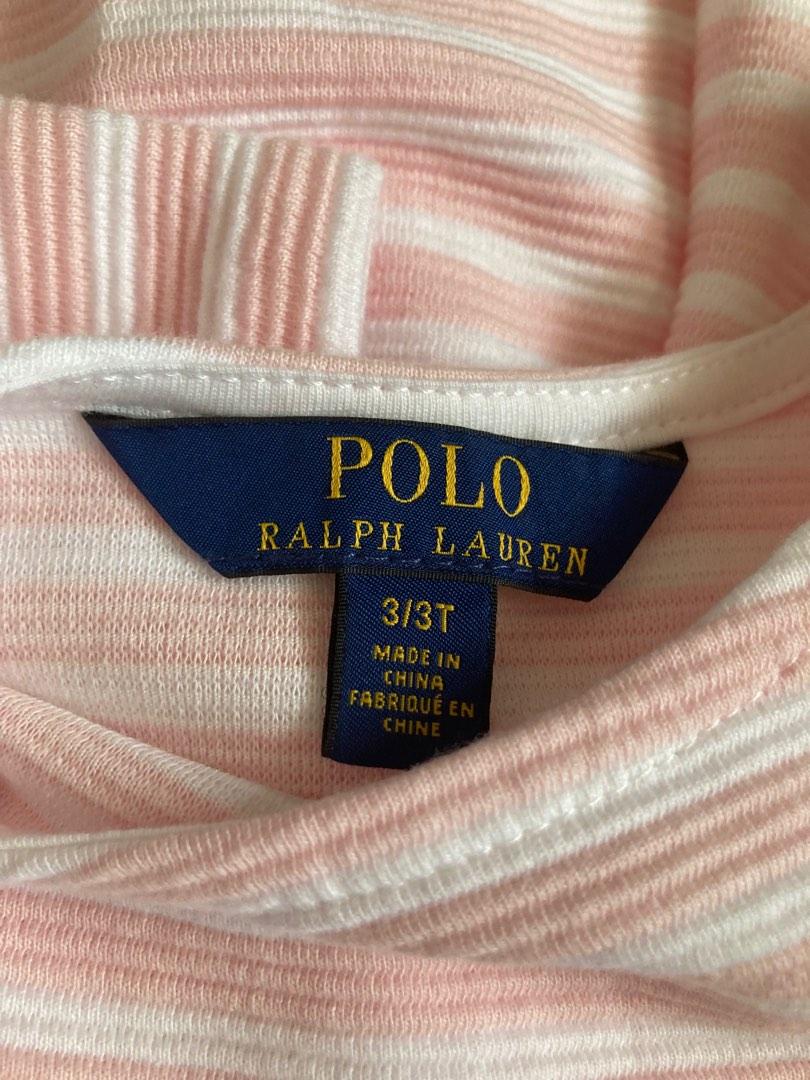 POLO
RALPH LAUREN
3/3T
MADE IN
CHINA
FABRIQUÉ EN
CHINE